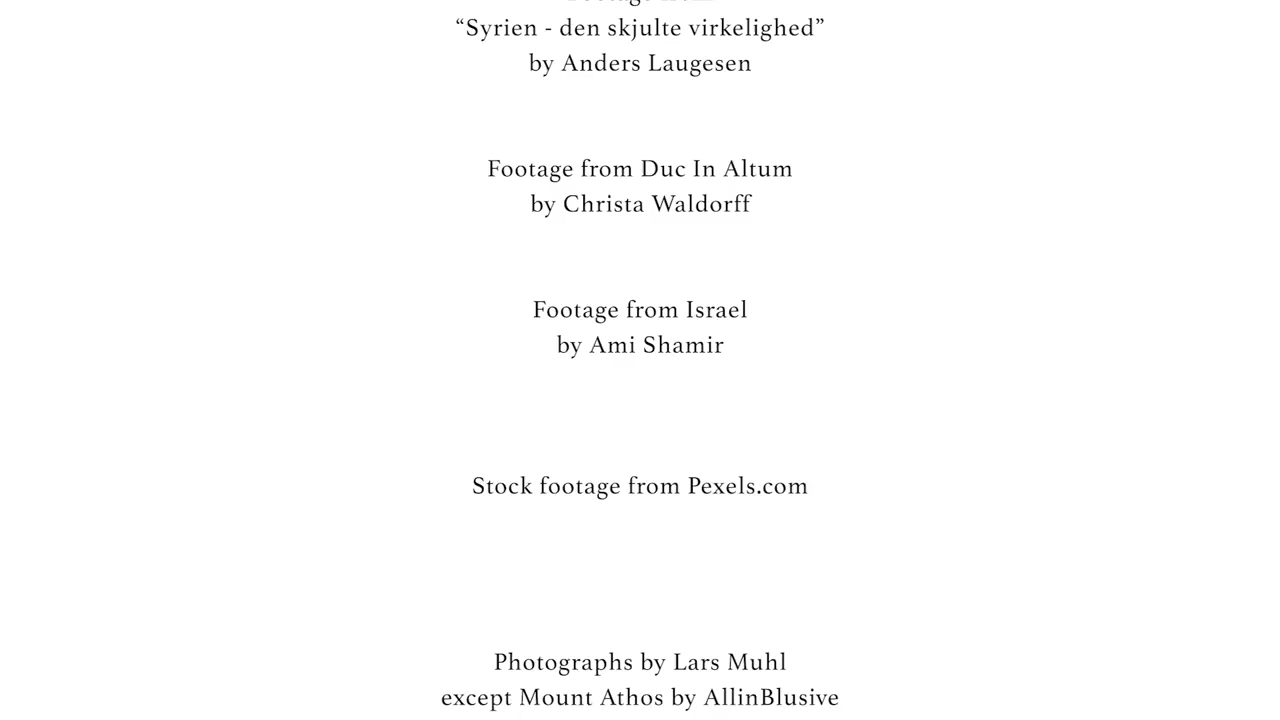 “Syrien - den skjulte virkelighed”
by Anders Laugesen
Footage from Duc In Altum
by Christa Waldorff
Footage from Israel
by Ami Shamir
Stock footage from Pexels.com
Photographs by Lars Muhl
except Mount Athos by AllinBlusive